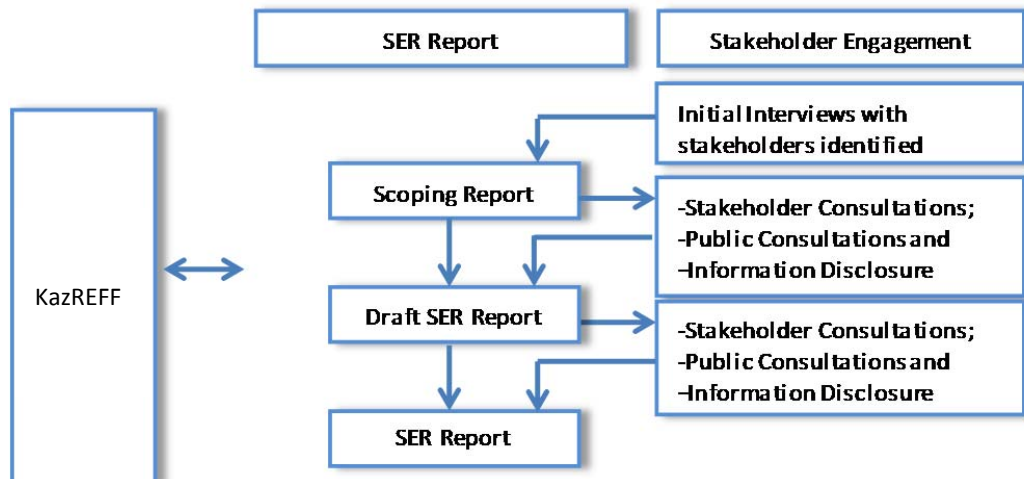 SER Report
Stakeholder Engagement
Initial Interviews with
stakeholders identified
Scoping Report
-Stakeholder Consultations;
-Public Consultations and
-Information Disclosure
KazREFF
Draft SER Report
-Stakeholder Consultations;
-Public Consultations and
-Information Disclosure
SER Report